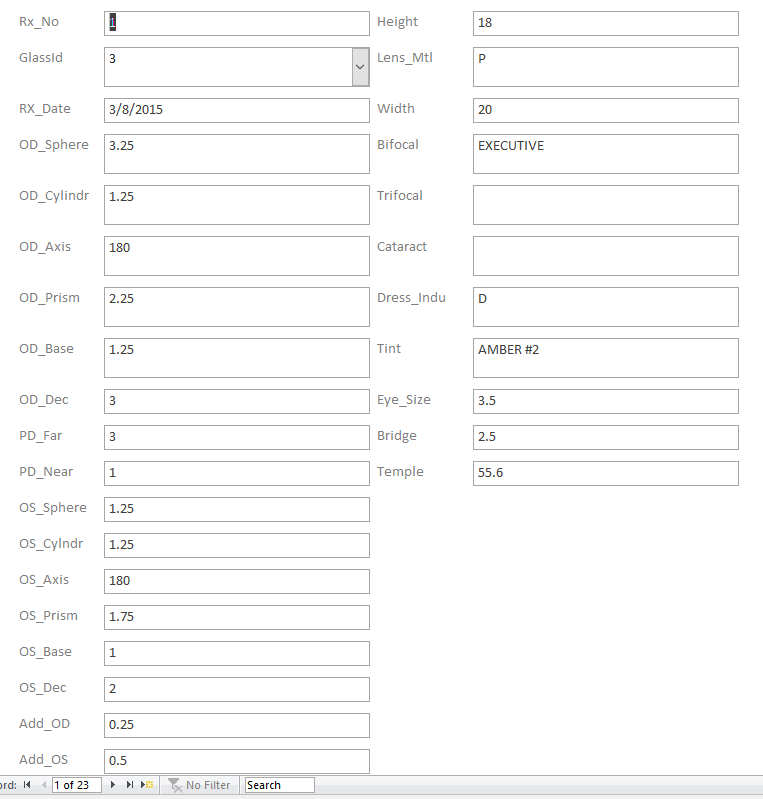 Rx_No 1 Height 18
GlassId 3 Lens_Mtl P
RX_Date 3/8/2015 Width 20
OD_Sphere 3.25 Bifocal EXECUTIVE
OD_Cylindr 1.25 Trifocal
OD_Axis 180 Cataract
OD_Prism 2.25 Dress_Indu D
OD_Base 1.25 Tint AMBER #2
OD_Dec 3 Eye_Size 3.5
PD_Far 3 Bridge 2.5
PD_Near 1 Temple 55.6
OS_Sphere 1.25
OS_Cylndr 1.25
OS_Axis 180
OS_Prism 1.75
OS_Base 1
OS_Dec 2
Add_OD 0.25
Add_OS 0.5
ord: 1 of 23 No Filter Search